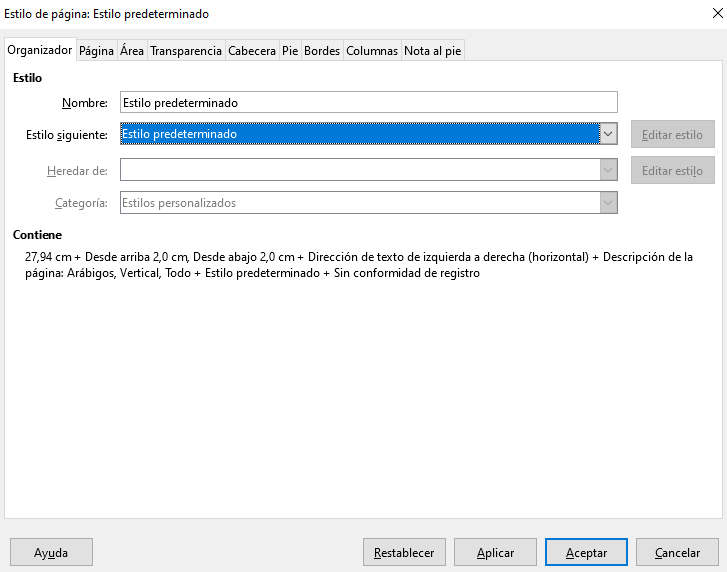 Estilo de página: Estilo predeterminado
Organizador Página Área Transparencia Cabecera Pie Bordes Columnas Nota al pie
Estilo
Nombre: Estilo predeterminado
Estilo siguiente: Estilo predeterminado Editar estilo
Heredar de: Editar estilo
Categoría: Estilos personalizados
Contiene
27,94 cm + Desde arriba 2,0 cm, Desde abajo 2,0 cm + Dirección de texto de izquierda a derecha (horizontal) + Descripción de la
página: Arábigos, Vertical, Todo + Estilo predeterminado + Sin conformidad de registro
Ayuda Restablecer Aplicar Aceptar Cancelar